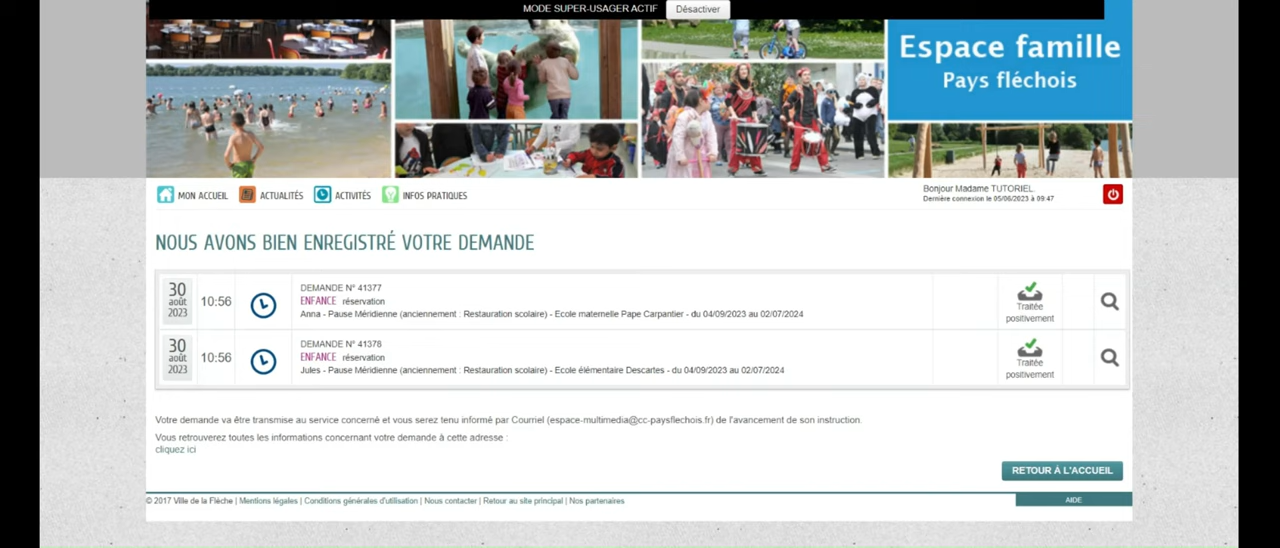 MODE SUPER-USAGER ACTIF Désactiver
Espace famille
Pays fléchois
MON ACCUEIL ACTUALITÉS ACTIVITÉS INFOS PRATIQUES
Bonjour Madame TUTORIEL.
Dernière connexion le 05/06/2023 à 09:47
NOUS AVONS BIEN ENREGISTRÉ VOTRE DEMANDE
30
août
2023
10:56
DEMANDE N° 41377
ENFANCE réservation
Anna - Pause Méridienne (anciennement : Restauration scolaire) - Ecole maternelle Pape Carpantier - du 04/09/2023 au 02/07/2024
Traitée
positivement
30
août
2023
10:56
DEMANDE N° 41378
ENFANCE réservation
Jules - Pause Méridienne (anciennement : Restauration scolaire) - Ecole élémentaire Descartes - du 04/09/2023 au 02/07/2024
Traitée
positivement
Votre demande va être transmise au service concerné et vous serez tenu informé par Courriel (espace-multimedia@cc-paysflechois.fr) de l'avancement de son instruction.
Vous retrouverez toutes les informations concernant votre demande à cette adresse :
cliquez ici
RETOUR À L'ACCUEIL
© 2017 Ville de la Flèche | Mentions légales | Conditions générales d'utilisation | Nous contacter | Retour au site principal | Nos partenaires
AIDE